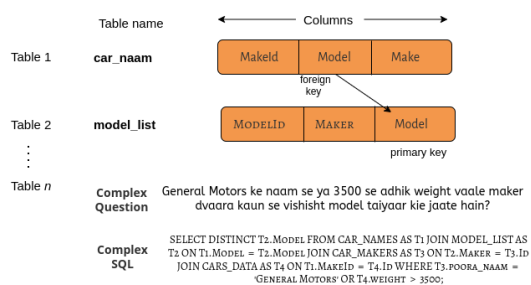 Table name
Columns
Table 1 car_naam MakeId Model Make
foreign
key
Table 2 model_list ModelId Maker Model
primary key
Table n
Complex
Question
General Motors ke naam se ya 3500 se adhik weight vaale maker
dvaara kaun se vishisht model taiyaar kie jaate hain?
Complex
SQL
SELECT DISTINCT T2.Model FROM CAR_NAMES AS T1 JOIN MODEL_LIST AS
T2 ON T1.Model = T2.Model JOIN CAR_MAKERS AS T3 ON T2.Maker = T3.Id
JOIN CARS_DATA AS T4 ON T1.MakeId = T4.Id WHERE T3.poora_naam =
'General Motors' OR T4.weight > 3500;